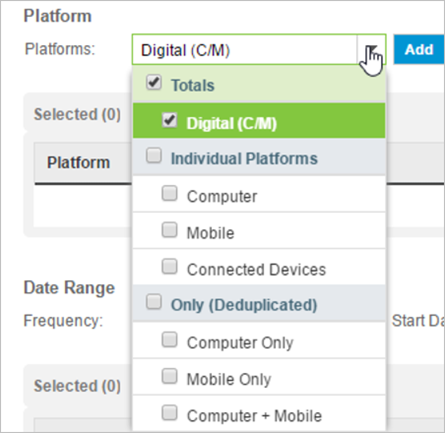 Platform
Platforms: Digital (C/M) Add
Totals
Selected (0)
Digital (C/M)
Platform
Individual Platforms
Computer
Mobile
Connected Devices
Date Range
Only (Deduplicated)
Frequency: Start Da
Computer Only
Selected (0)
Mobile Only
Computer + Mobile